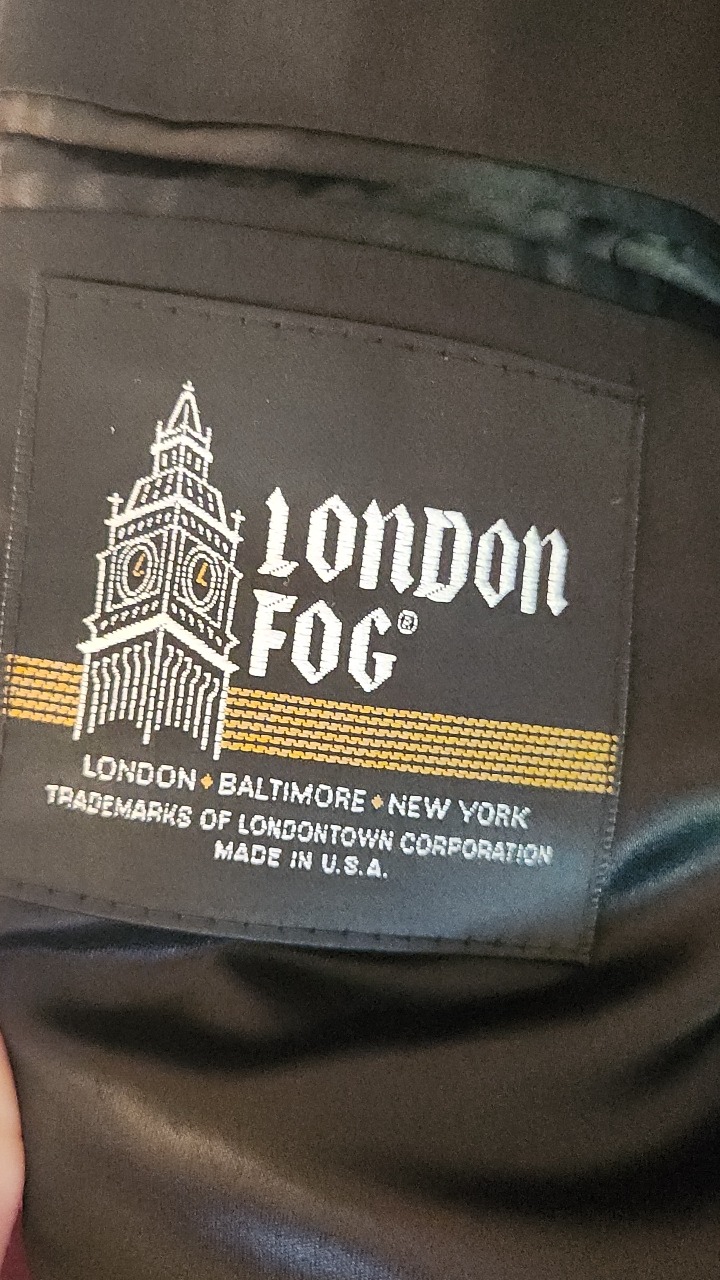 L L
LONDON
FOG®
LONDON • BALTIMORE • NEW YORK
TRADEMARKS OF LONDONTOWN CORPORATION
MADE IN U.S.A.